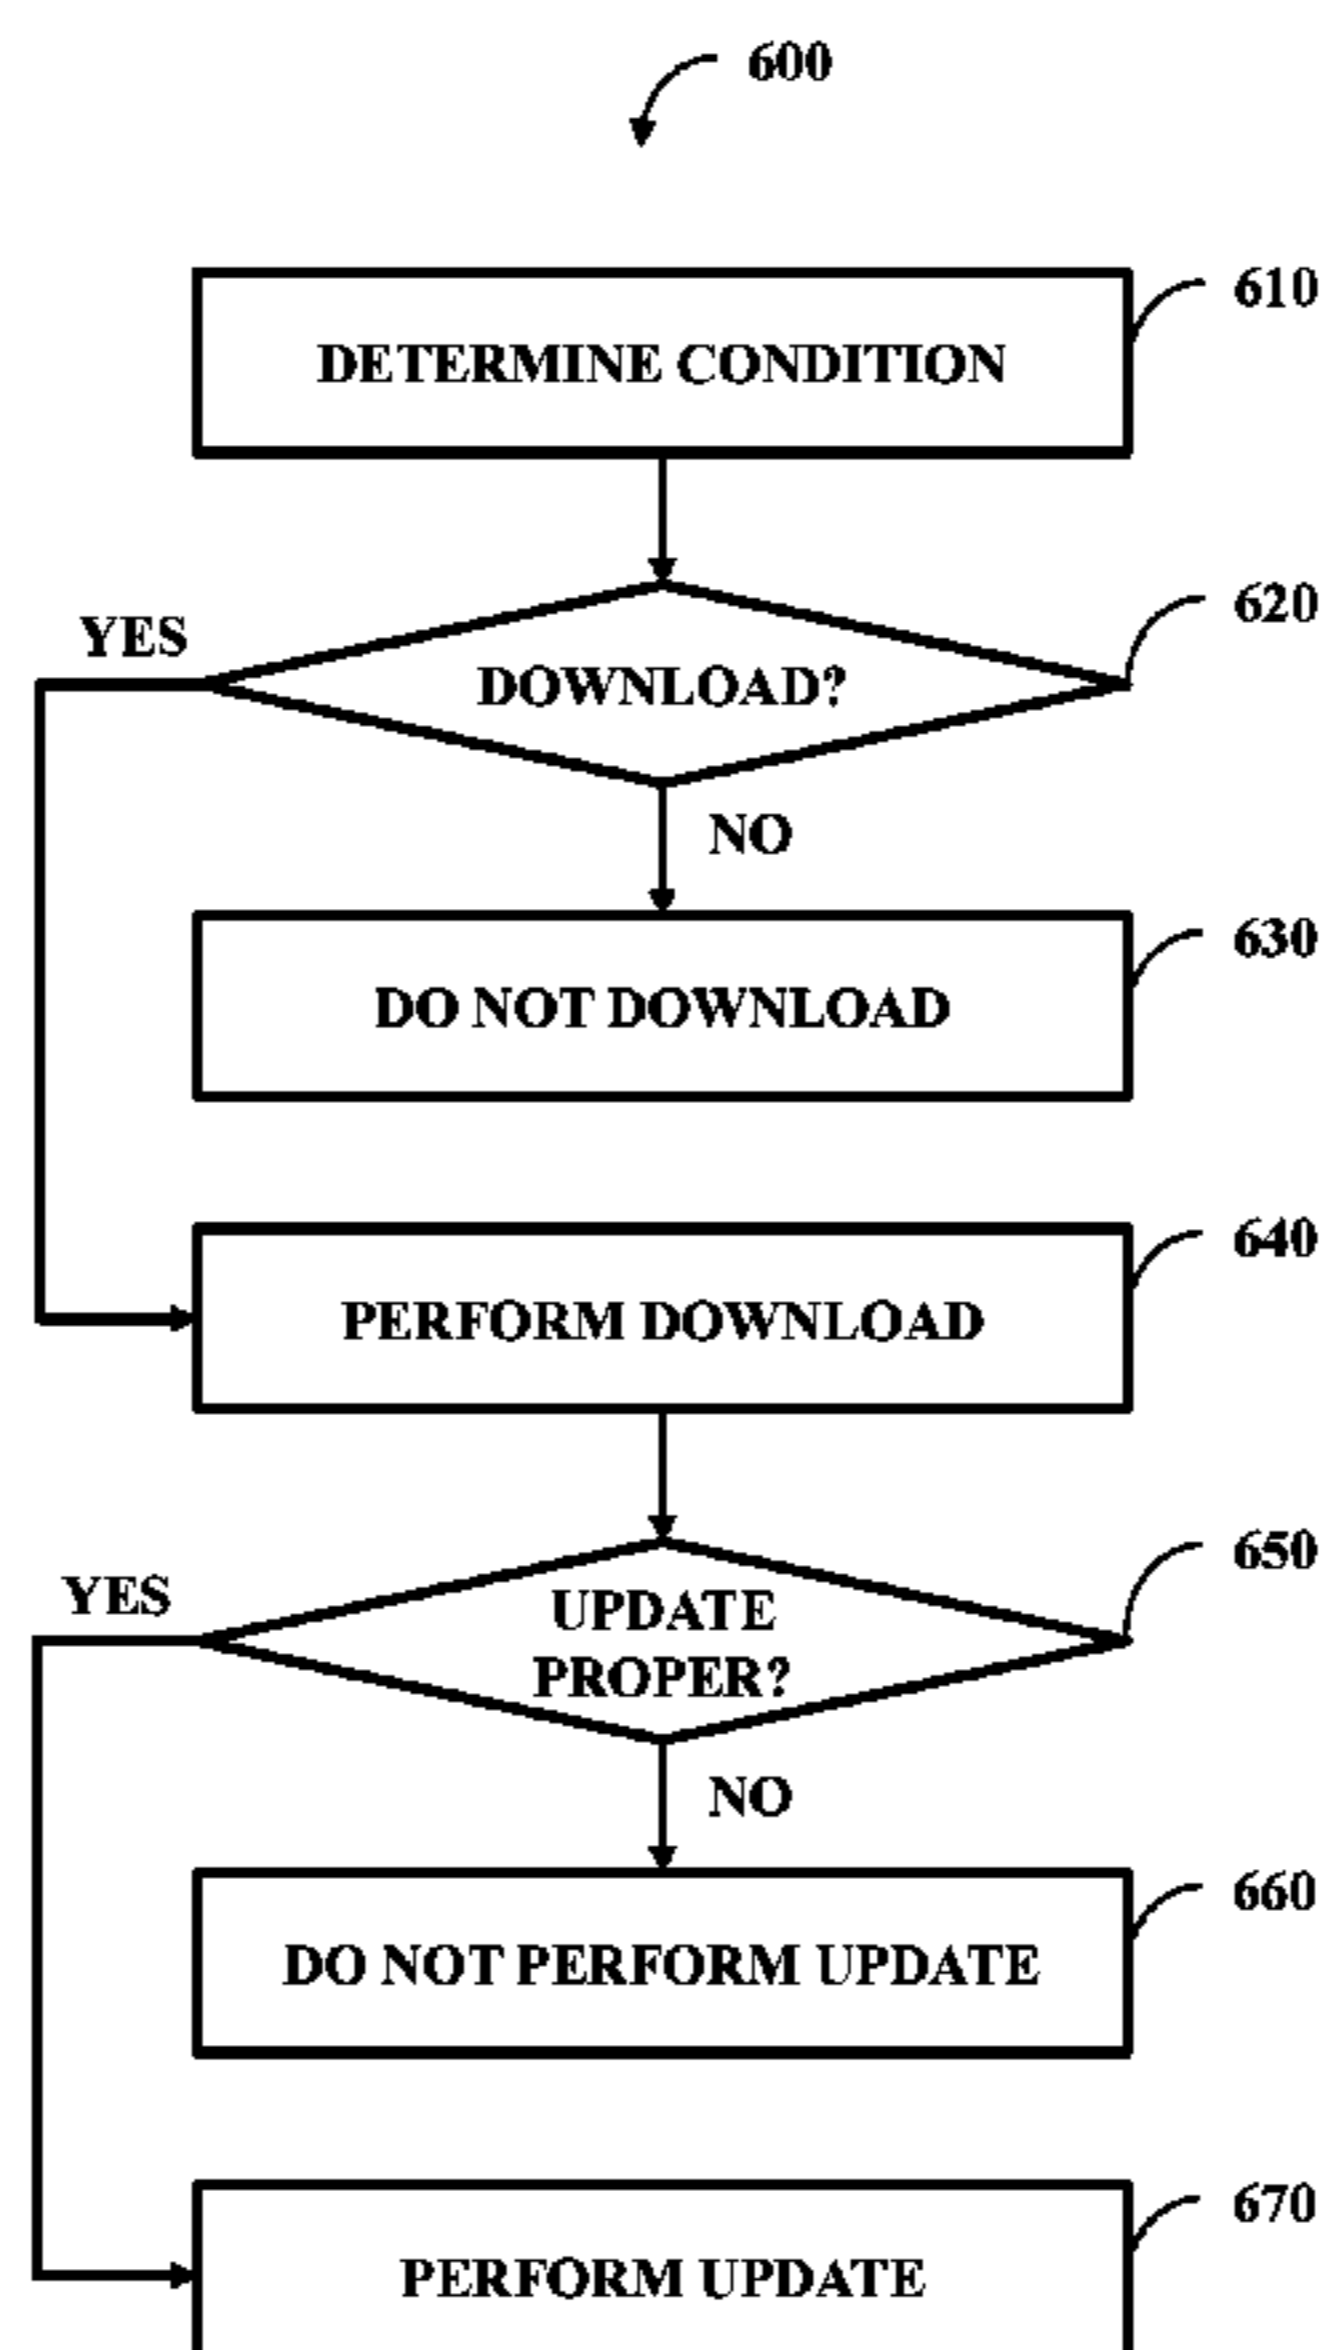 600
610
DETERMINE CONDITION
620
YES
DOWNLOAD?
NO
630
DO NOT DOWNLOAD
640
PERFORM DOWNLOAD
650
YES
UPDATE
PROPER?
NO
660
DO NOT PERFORM UPDATE
670
PERFORM UPDATE